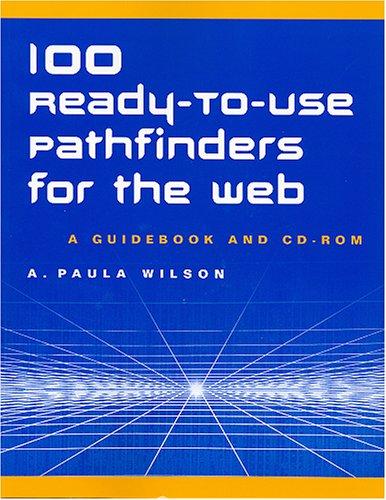 100
Ready-to-use
pathfinders
for the web
A GUIDEBOOK AND CD-ROM
A. PAULA WILSON